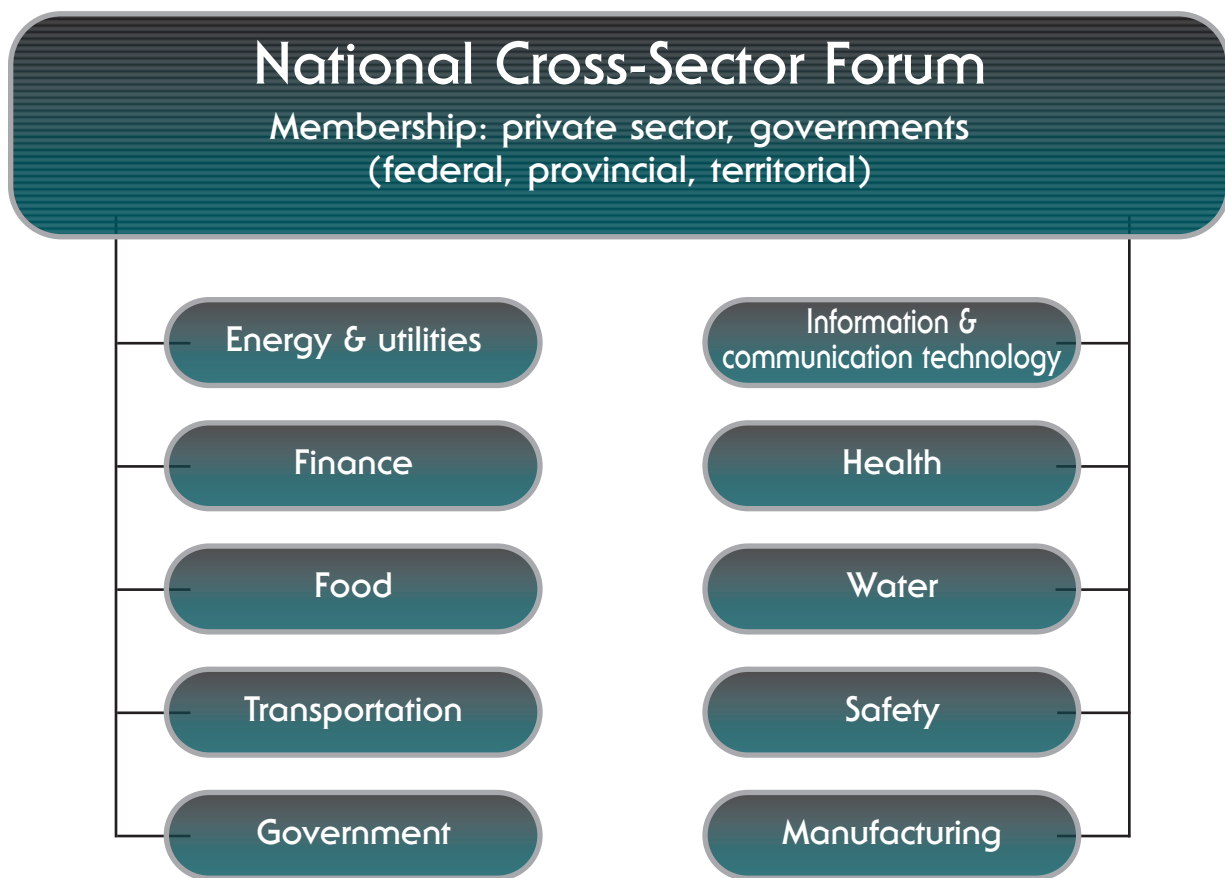 National Cross-Sector Forum
Membership: private sector, governments
(federal, provincial, territorial)
Energy & utilities
Finance
Food
Transportation
Government
Information &
communication technology
Health
Water
Safety
Manufacturing